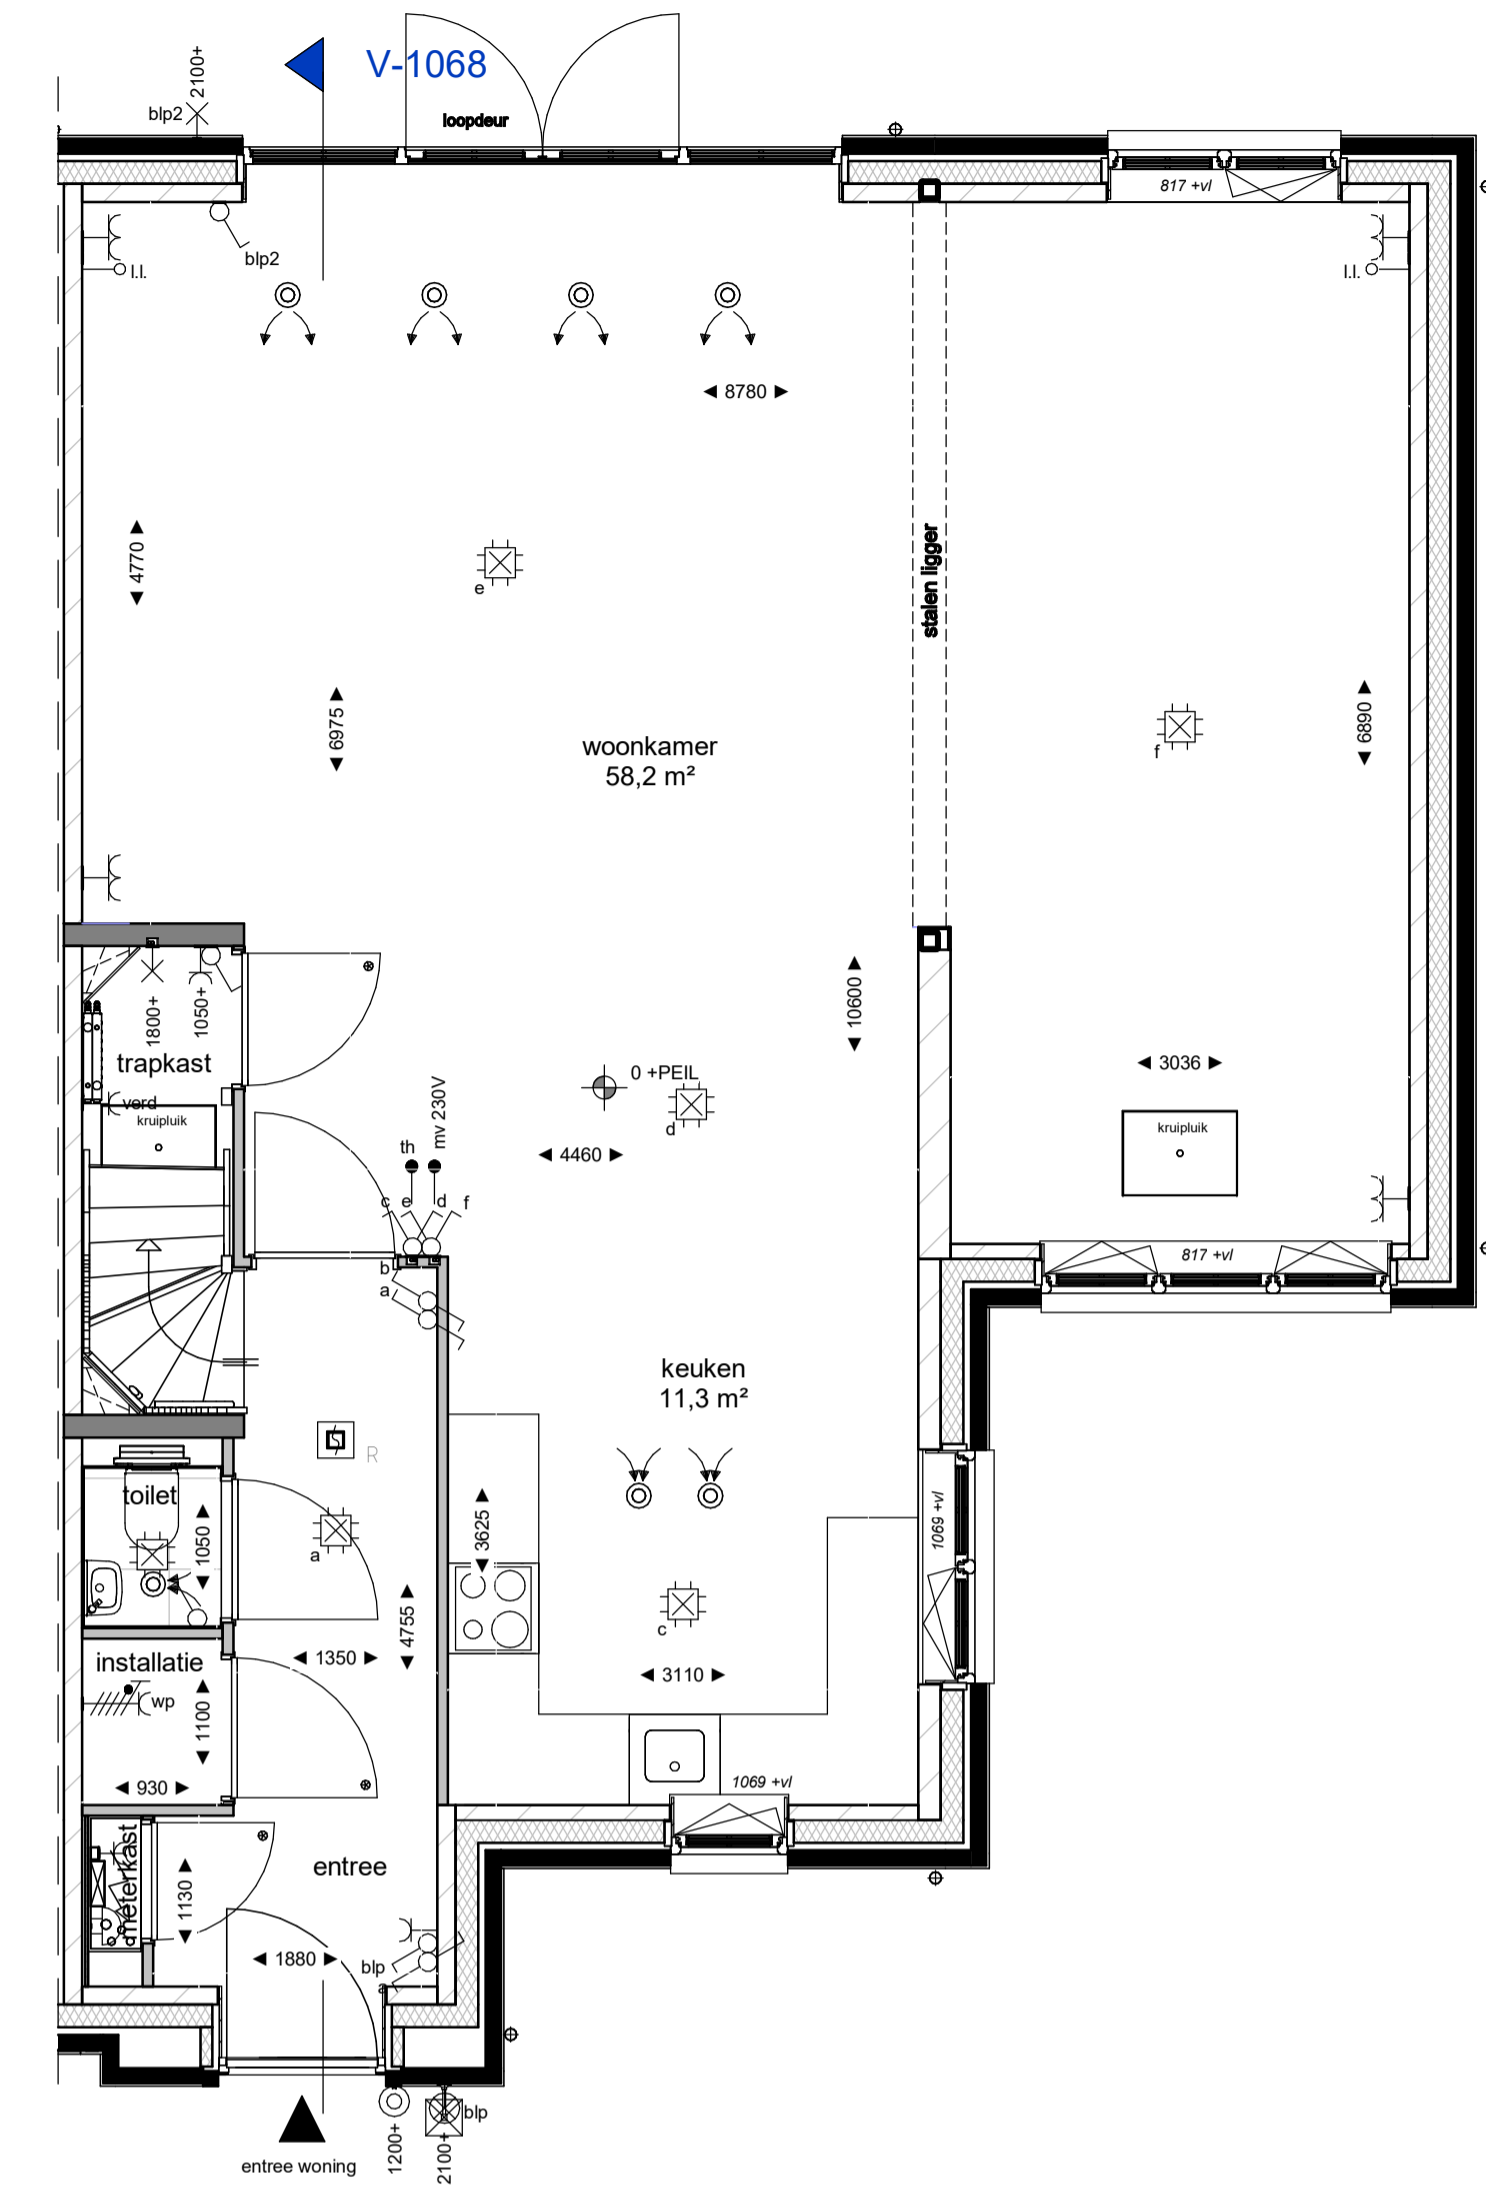 2100+
V-1068
blp2
loopdeur
817 +vl
blp2
l.l.
l.l.
8780
4770
stalen ligger
e
6975
6890
woonkamer
58,2 m²
f
10600
1800+
1050+
trapkast
3036
0 +PEIL
verd
kruipluik
mv 230V
d
kruipluik
th
4460
c e d f
817 +vl
b
a
keuken
11,3 m²
R
toilet
1050
3625
1069 +vl
a
c
4755
1350
installatie
3110
wp
1100
930
1069 +vl
meterkast
entree
1130
1880
blp
a
blp
1200+
2100+
entree woning